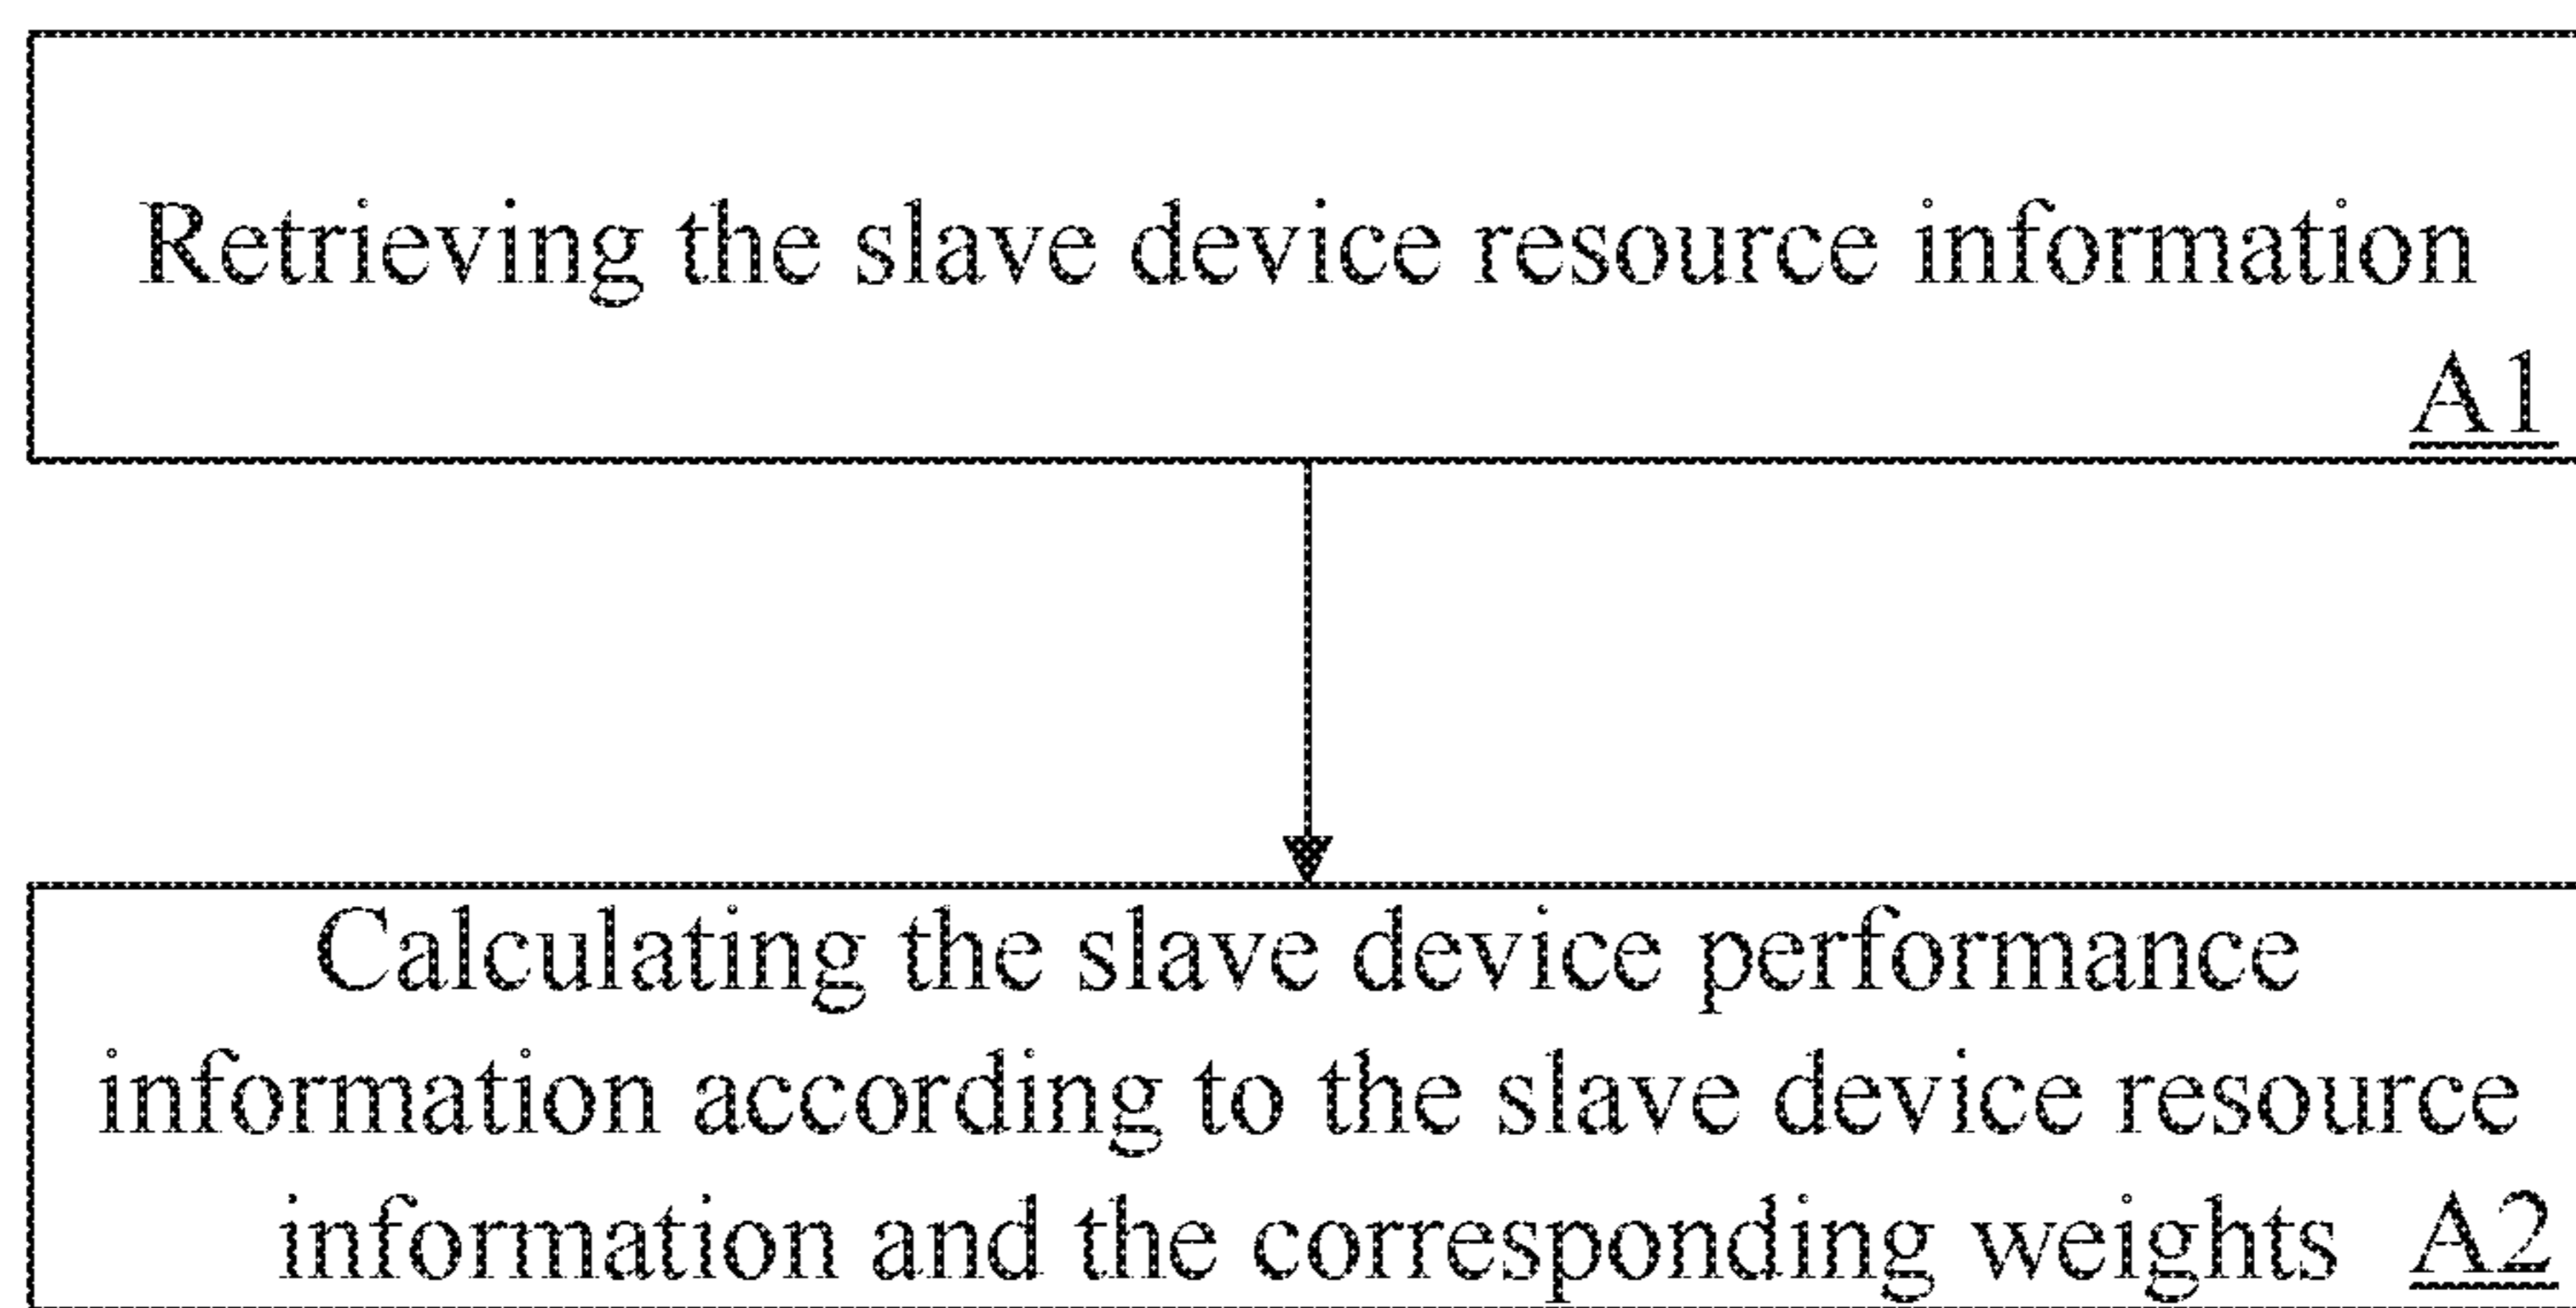 Retrieving the slave device resource information
A1
Calculating the slave device performance
information according to the slave device resource
information and the corresponding weights A2